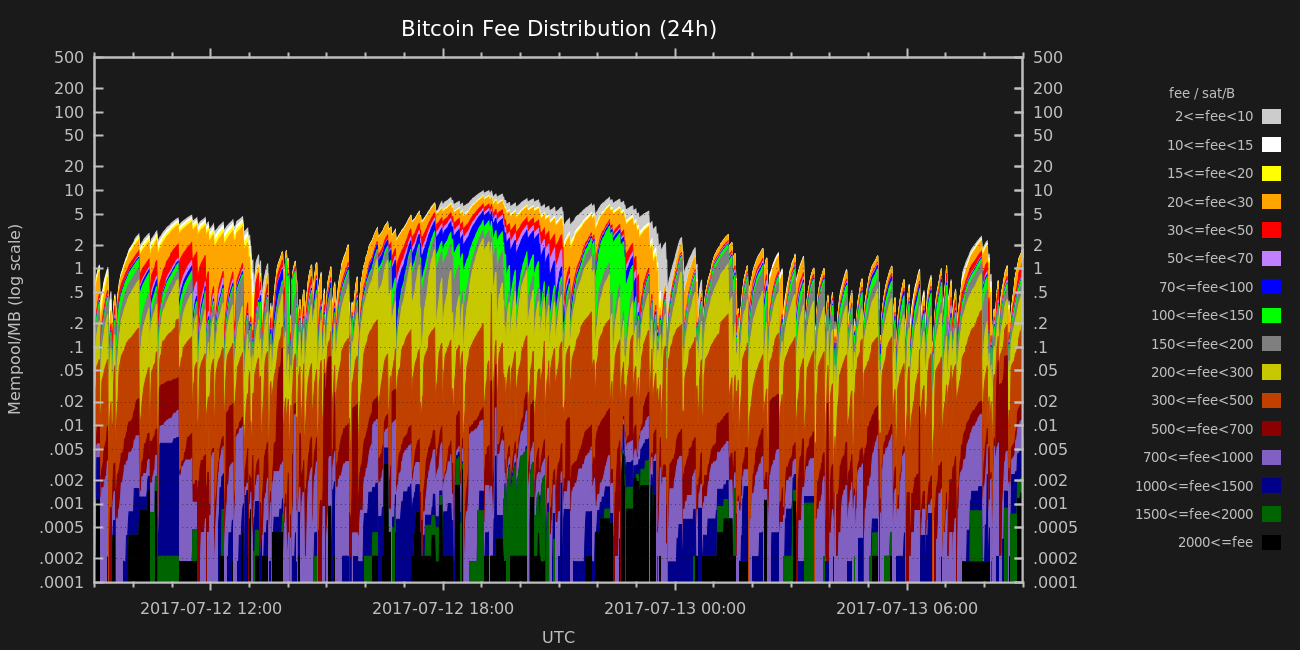 Bitcoin Fee Distribution (24h)
Mempool/MB (log scale)
500
200
100
50
20
10
5
2
1
.5
.2
.1
.05
.02
.01
.005
.002
.001
.0005
.0002
.0001
500
200
100
50
20
10
5
2
1
.5
.2
.1
.05
.02
.01
.005
.002
.001
.0005
.0002
.0001
2017-07-12 12:00
2017-07-12 18:00
2017-07-13 00:00
2017-07-13 06:00
UTC
fee / sat/B
2<=fee<10
10<=fee<15
15<=fee<20
20<=fee<30
30<=fee<50
50<=fee<70
70<=fee<100
100<=fee<150
150<=fee<200
200<=fee<300
300<=fee<500
500<=fee<700
700<=fee<1000
1000<=fee<1500
1500<=fee<2000
2000<=fee